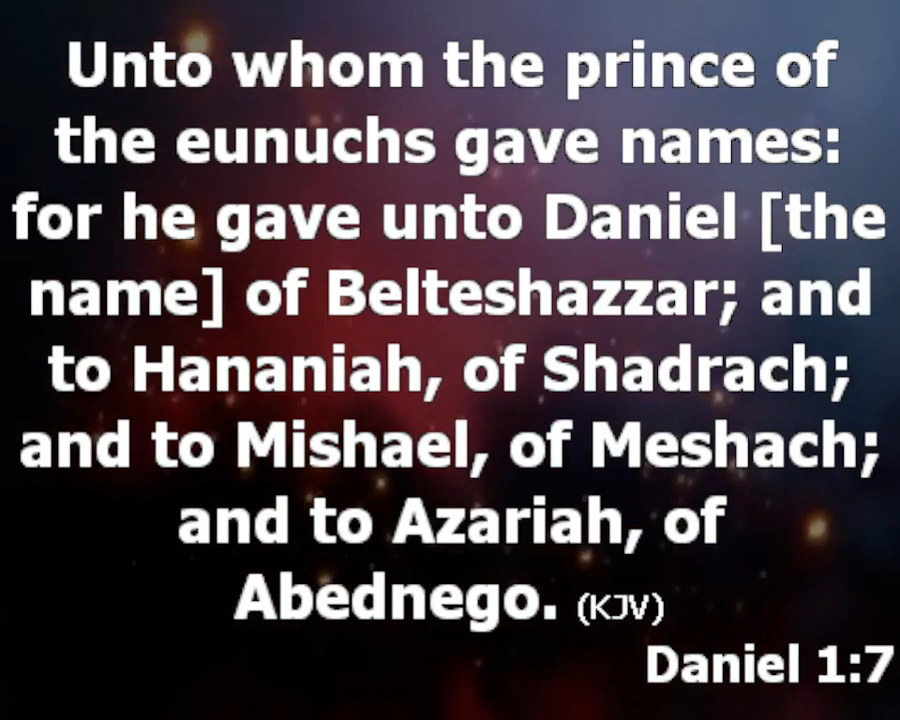 Unto whom the prince of
the eunuchs gave names:
for he gave unto Daniel [the
name] of Belteshazzar; and
to Hananiah, of Shadrach;
and to Mishael, of Meshach;
and to Azariah, of
Abednego. (KJV)
Daniel 1:7